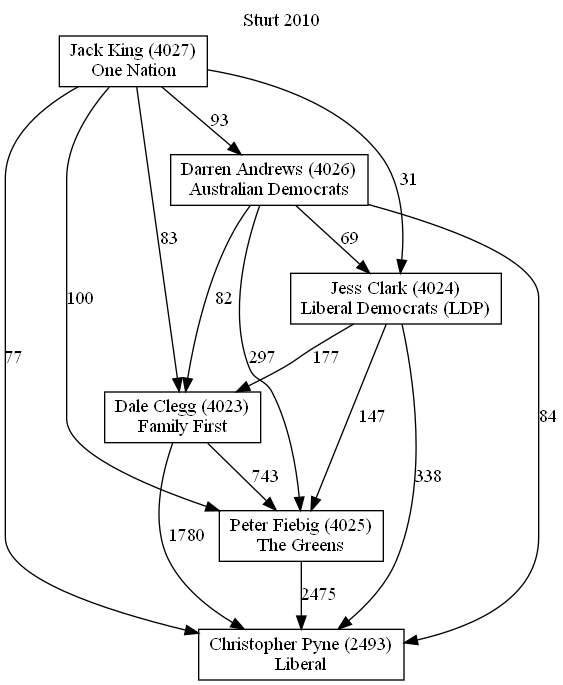 Sturt 2010
Jack King (4027)
One Nation
93
Darren Andrews (4026)
Australian Democrats
31
83
82
69
Jess Clark (4024)
Liberal Democrats (LDP)
100
77
297
177
Dale Clegg (4023)
Family First
147
84
743
338
1780
Peter Fiebig (4025)
The Greens
2475
Christopher Pyne (2493)
Liberal